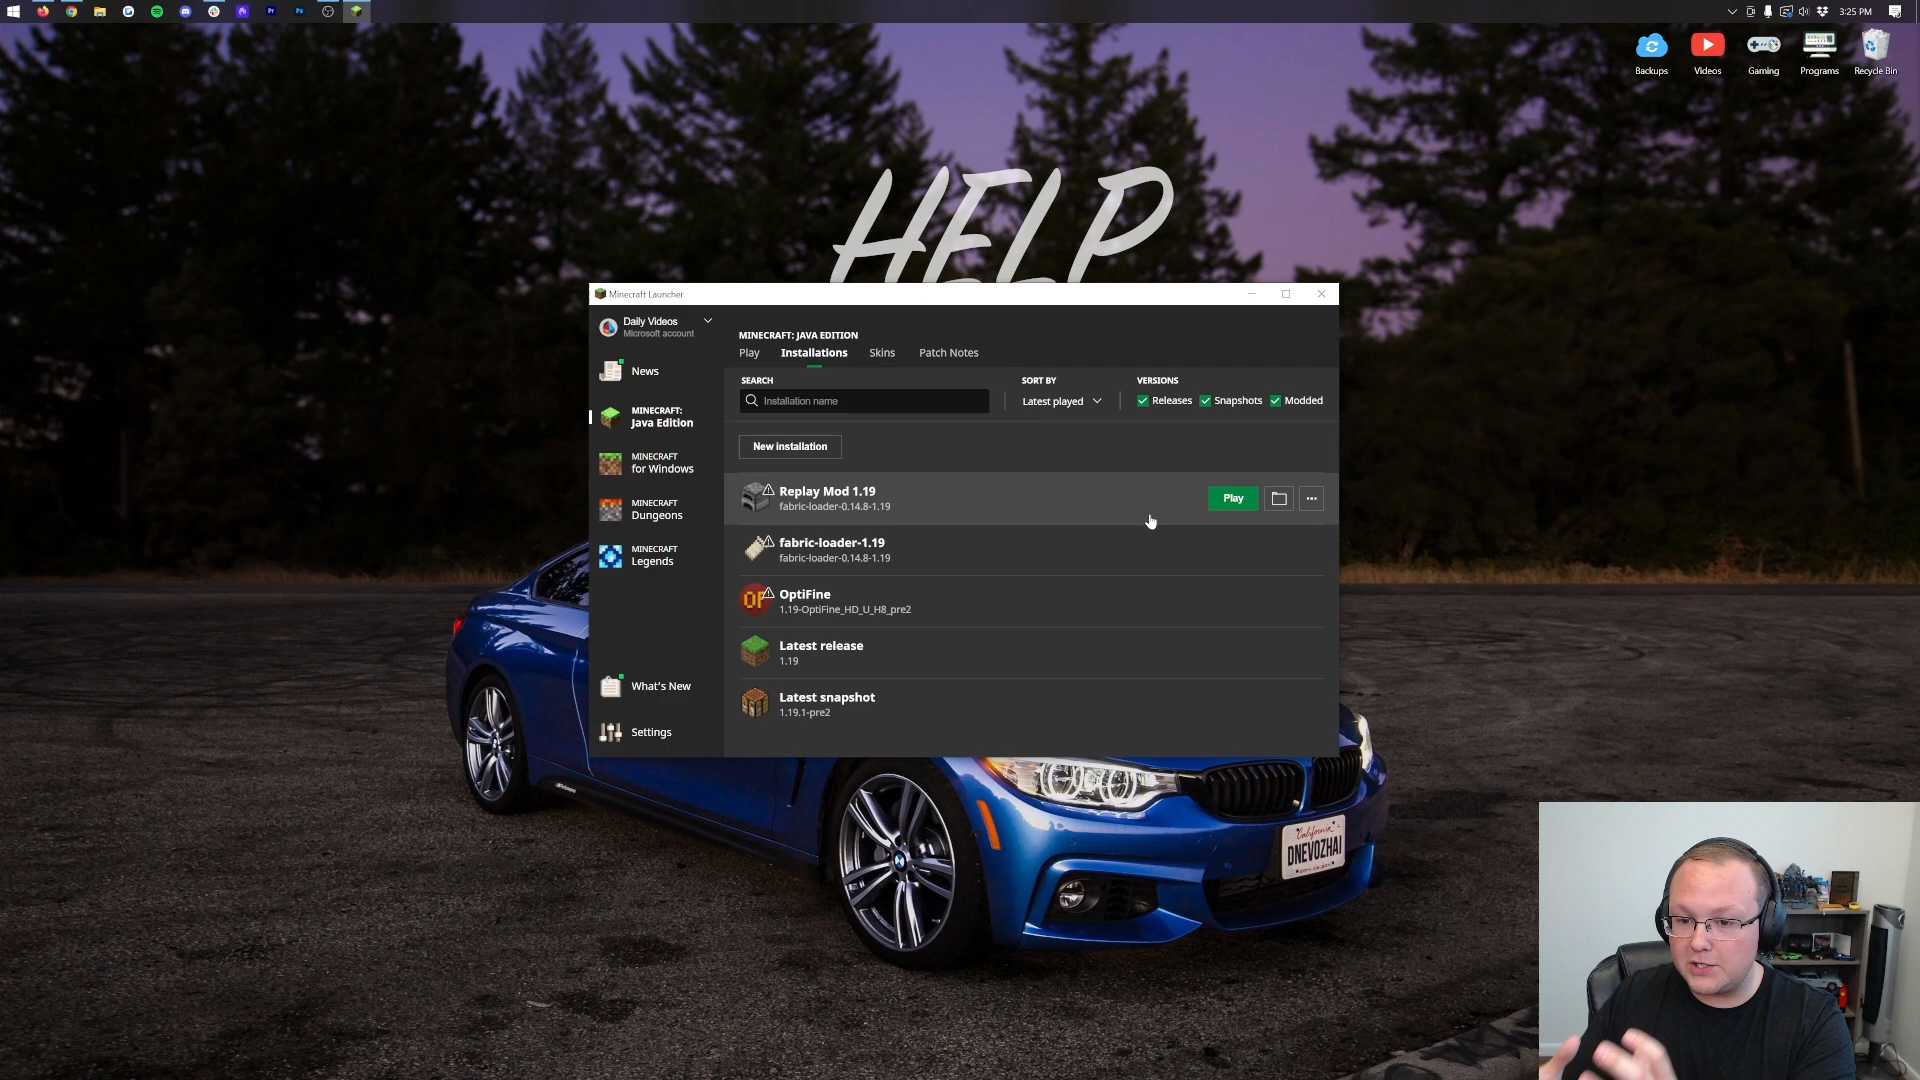 3:25 PM
Backups
Videos
Gaming
Programs
Recycle Bin
HELP
Minecraft Launcher
Daily Videos
Microsoft account
News
MINECRAFT:
Java Edition
MINECRAFT
for Windows
MINECRAFT
Dungeons
MINECRAFT
Legends
What's New
Settings
MINECRAFT: JAVA EDITION
Play
Installations
Skins
Patch Notes
SEARCH
Installation name
SORT BY
Latest played
VERSIONS
Releases
Snapshots
Modded
New installation
Replay Mod 1.19
fabric-loader-0.14.8-1.19
Play
fabric-loader-1.19
fabric-loader-0.14.8-1.19
OF
OptiFine
1.19-OptiFine_HD_U_H8_pre2
Latest release
1.19
Latest snapshot
1.19.1-pre2
California
DNEVOZHAI